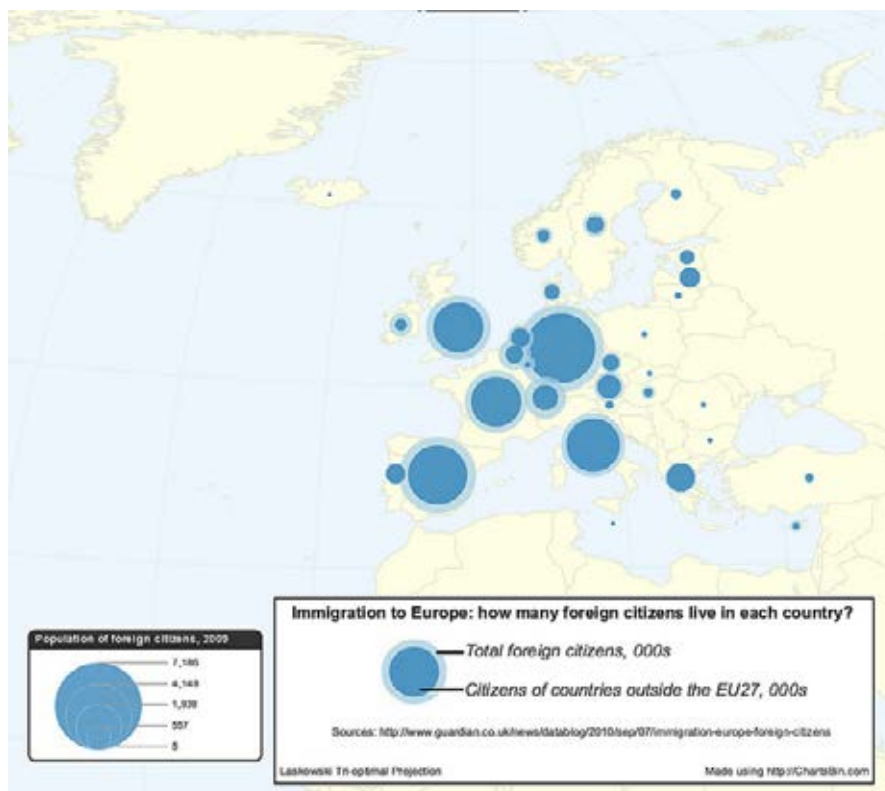 Population of foreign citizens, 2009
7,186
4,149
1,938
557
5
Immigration to Europe: how many foreign citizens live in each country?
Total foreign citizens, 000s
Citizens of countries outside the EU27, 000s
Sources: http://www.guardian.co.uk/news/datablog/2010/sep/07/immigration-europe-foreign-citizens
Laskowski Tri-optimal Projection
Made using http://ChartsBin.com